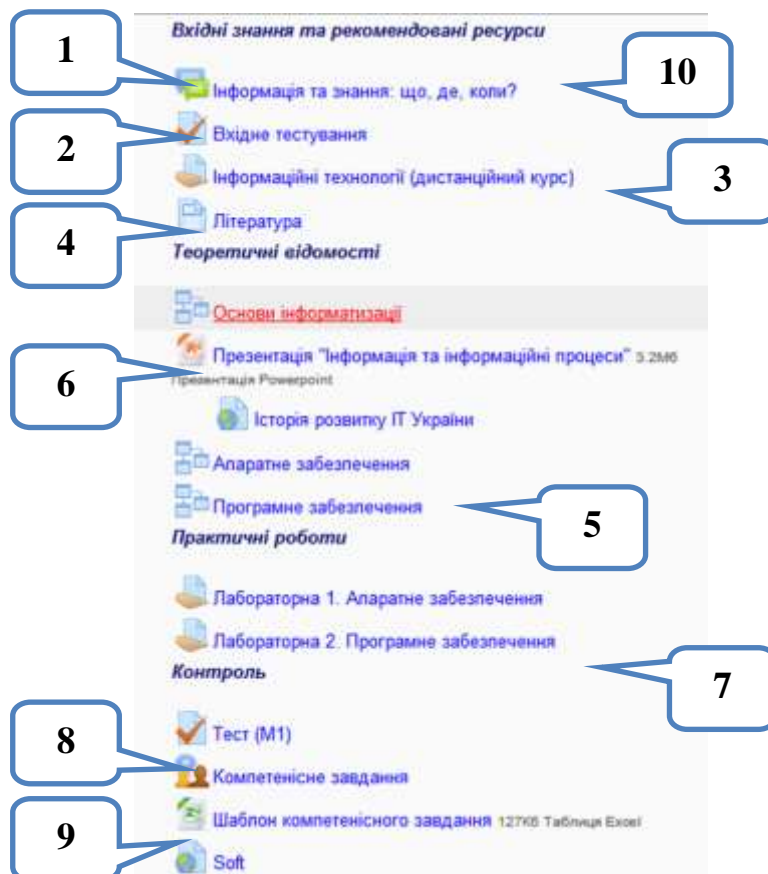 Вхідні знання та рекомендовані ресурси
1
Інформація та знання: що, де, коли?
10
Вхідне тестування
2
Інформаційні технології (дистанційний курс)
3
Література
4
Теоретичні відомості
Основи інформатизації
Презентація "Інформація та інформаційні процеси" 3.2Мб
Презентація Powerpoint
6
Історія розвитку ІТ України
Апаратне забезпечення
Програмне забезпечення
5
Практичні роботи
Лабораторна 1. Апаратне забезпечення
Лабораторна 2. Програмне забезпечення
Контроль
7
Тест (М1)
8
Компетенісне завдання
Шаблон компетенісного завдання 127Кб Таблиця Excel
9
Soft